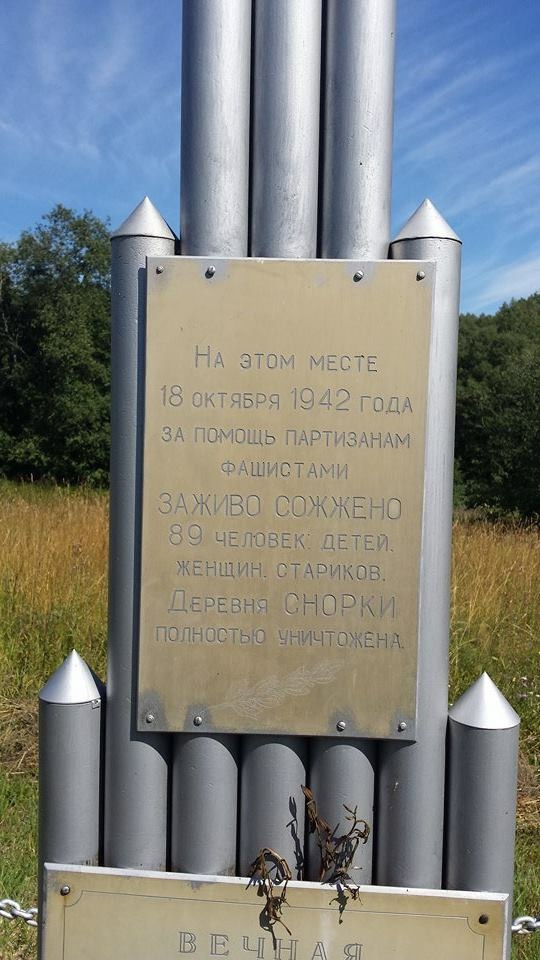 На этом месте
18 октября 1942 года
за помощь партизанам
фашистами
заживо сожжено
89 человек: детей,
женщин, стариков.
Деревня СНОРКИ
полностью уничтожена.
ВЕЧНАЯ